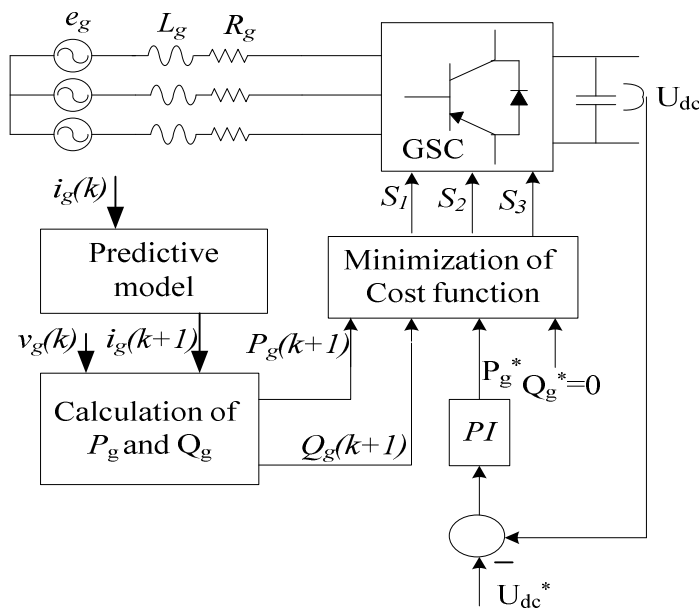 e_g L_g R_g
U_dc
GSC
S_1 S_2 S_3
i_g(k)
Predictive
model
Minimization of
Cost function
v_g(k) i_g(k+1) P_g(k+1)
P_g* Q_g*=0
Calculation of
P_g and Q_g
Q_g(k+1)
PI
−
U_dc*